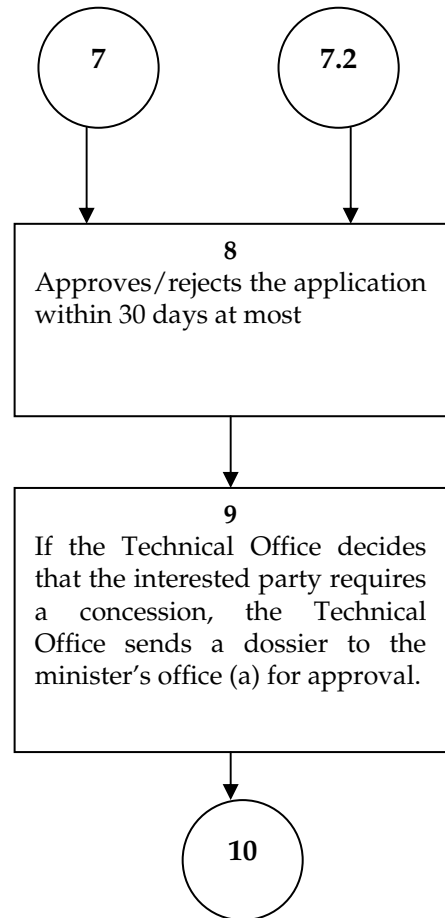 7
7.2
8
Approves/rejects the application
within 30 days at most
9
If the Technical Office decides
that the interested party requires
a concession, the Technical
Office sends a dossier to the
minister’s office (a) for approval.
10